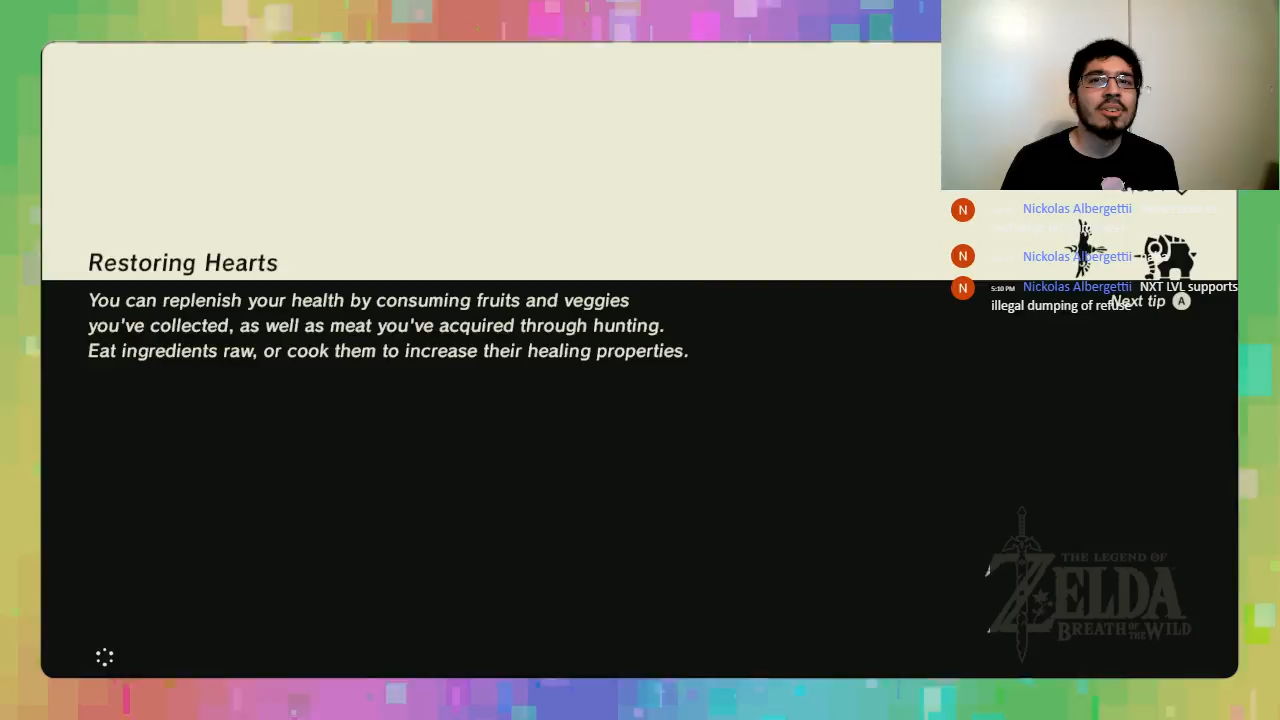 Restoring Hearts
You can replenish your health by consuming fruits and veggies
you've collected, as well as meat you've acquired through hunting.
Eat ingredients raw, or cook them to increase their healing properties.
N
Nickolas Albergettii
N
Nickolas Albergettii
N
5:10 PM Nickolas Albergettii NXT LVL supports
illegal dumping of refuse
Next tip A
THE LEGEND OF
ZELDA
BREATH OF THE WILD